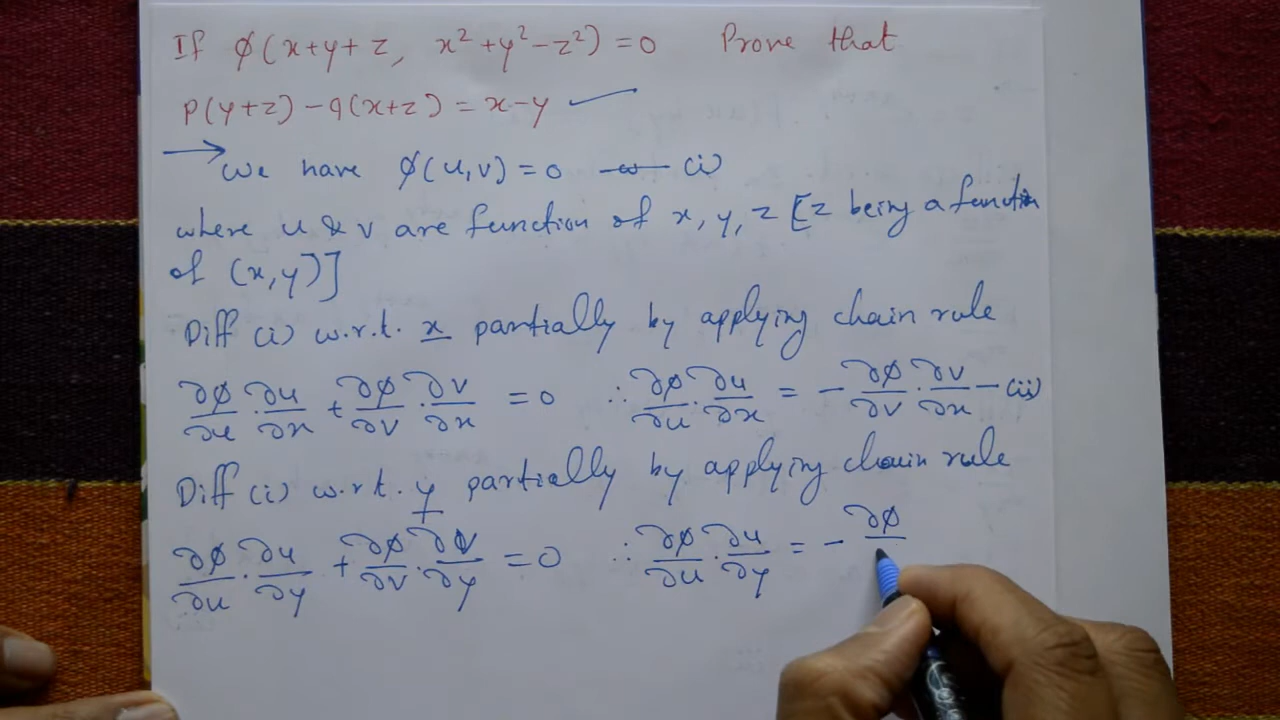 If φ(x+y+z, x²+y²-z²) = 0 Prove that
p(y+z) - q(x+z) = x-y
→ We have φ(u,v) = 0 — (i)
where u & v are function of x, y, z [z being a function
of (x,y)]
Diff (i) w.r.t. x partially by applying chain rule
∂φ/∂u · ∂u/∂x + ∂φ/∂v · ∂v/∂x = 0 ∴ ∂φ/∂u · ∂u/∂x = - ∂φ/∂v · ∂v/∂x — (ii)
Diff (i) w.r.t. y partially by applying chain rule
∂φ/∂u · ∂u/∂y + ∂φ/∂v · ∂v/∂y = 0 ∴ ∂φ/∂u · ∂u/∂y = - ∂φ/